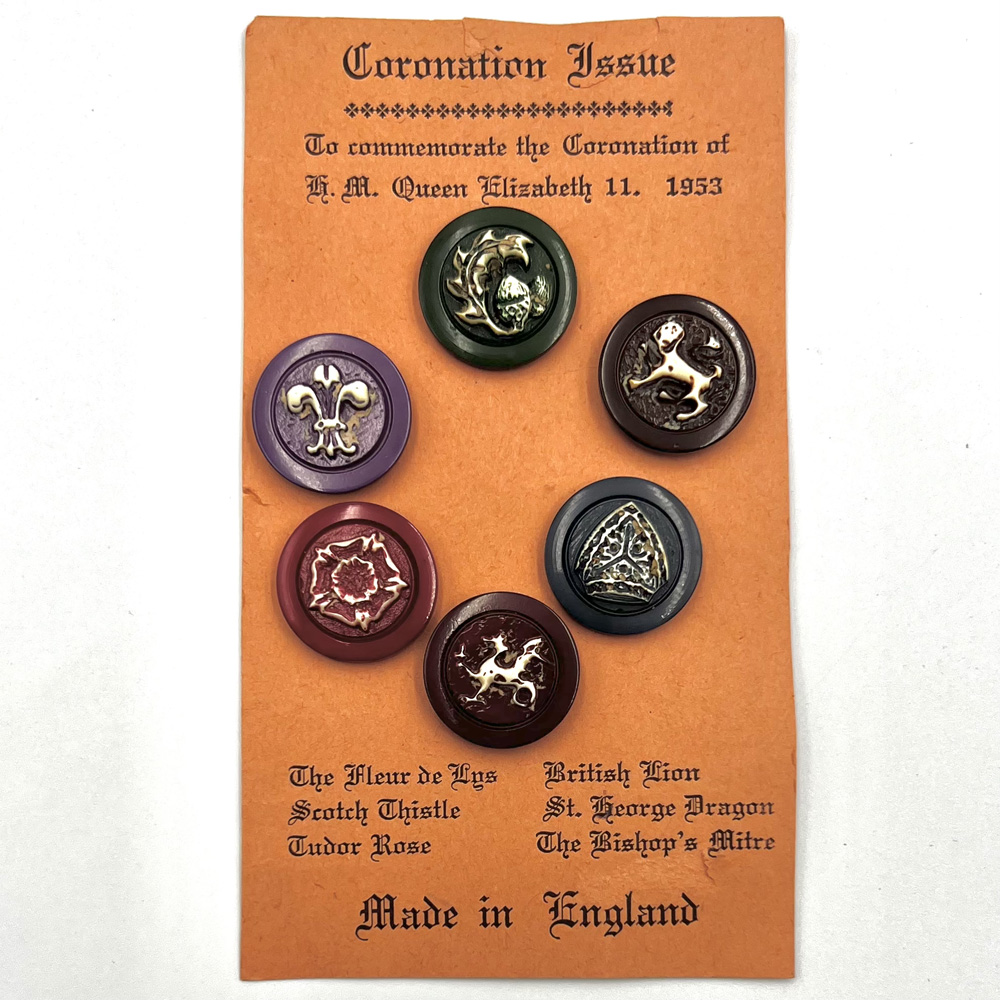 Coronation Issue
To commemorate the Coronation of
H. M. Queen Elizabeth 11. 1953
The Fleur de Lys
Scotch Thistle
Tudor Rose
British Lion
St. George Dragon
The Bishop's Mitre
Made in England